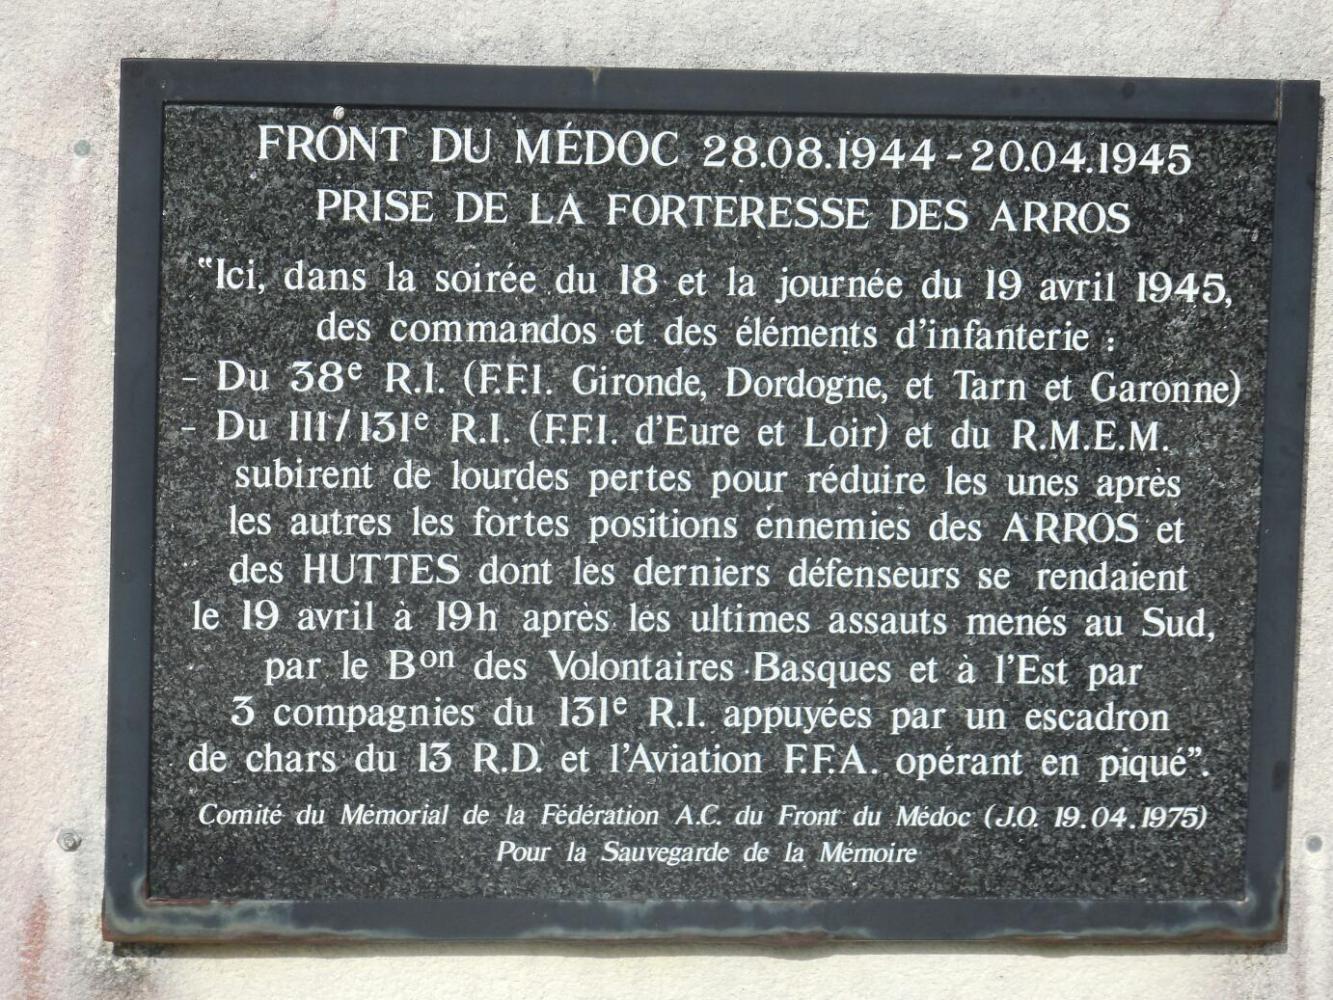 FRONT DU MÉDOC 28.08.1944 - 20.04.1945
PRISE DE LA FORTERESSE DES ARROS
“Ici, dans la soirée du 18 et la journée du 19 avril 1945,
des commandos et des éléments d'infanterie :
- Du 38e R.I. (F.F.I. Gironde, Dordogne, et Tarn et Garonne)
- Du 111/131e R.I. (F.F.I. d'Eure et Loir) et du R.M.E.M.
subirent de lourdes pertes pour réduire les unes après
les autres les fortes positions ennemies des ARROS et
des HUTTES dont les derniers défenseurs se rendaient
le 19 avril à 19h après les ultimes assauts menés au Sud,
par le Bon des Volontaires Basques et à l'Est par
3 compagnies du 131e R.I. appuyées par un escadron
de chars du 13 R.D. et l'Aviation F.F.A. opérant en piqué”.
Comité du Mémorial de la Fédération A.C. du Front du Médoc (J.O. 19.04.1975)
Pour la Sauvegarde de la Mémoire